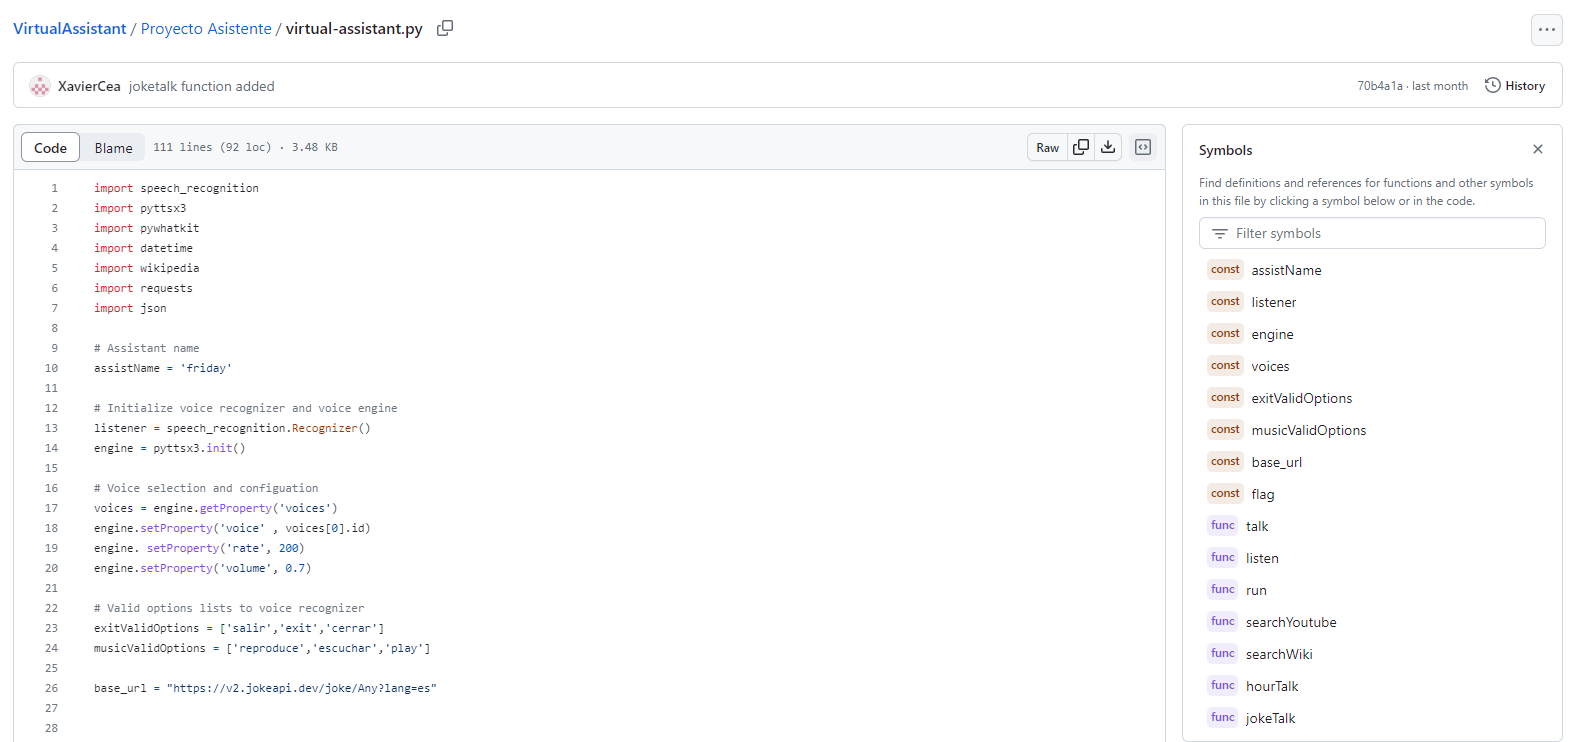 VirtualAssistant / Proyecto Asistente / virtual-assistant.py
XavierCea joketalk function added 70b4a1a · last month History
Code Blame 111 lines (92 loc) · 3.48 KB Raw
1 import speech_recognition
2 import pyttsx3
3 import pywhatkit
4 import datetime
5 import wikipedia
6 import requests
7 import json
8
9 # Assistant name
10 assistName = 'friday'
11
12 # Initialize voice recognizer and voice engine
13 listener = speech_recognition.Recognizer()
14 engine = pyttsx3.init()
15
16 # Voice selection and configuation
17 voices = engine.getProperty('voices')
18 engine.setProperty('voice' , voices[0].id)
19 engine. setProperty('rate', 200)
20 engine.setProperty('volume', 0.7)
21
22 # Valid options lists to voice recognizer
23 exitValidOptions = ['salir','exit','cerrar']
24 musicValidOptions = ['reproduce','escuchar','play']
25
26 base_url = "https://v2.jokeapi.dev/joke/Any?lang=es"
27
28
Symbols
Find definitions and references for functions and other symbols
in this file by clicking a symbol below or in the code.
Filter symbols
const assistName
const listener
const engine
const voices
const exitValidOptions
const musicValidOptions
const base_url
const flag
func talk
func listen
func run
func searchYoutube
func searchWiki
func hourTalk
func jokeTalk